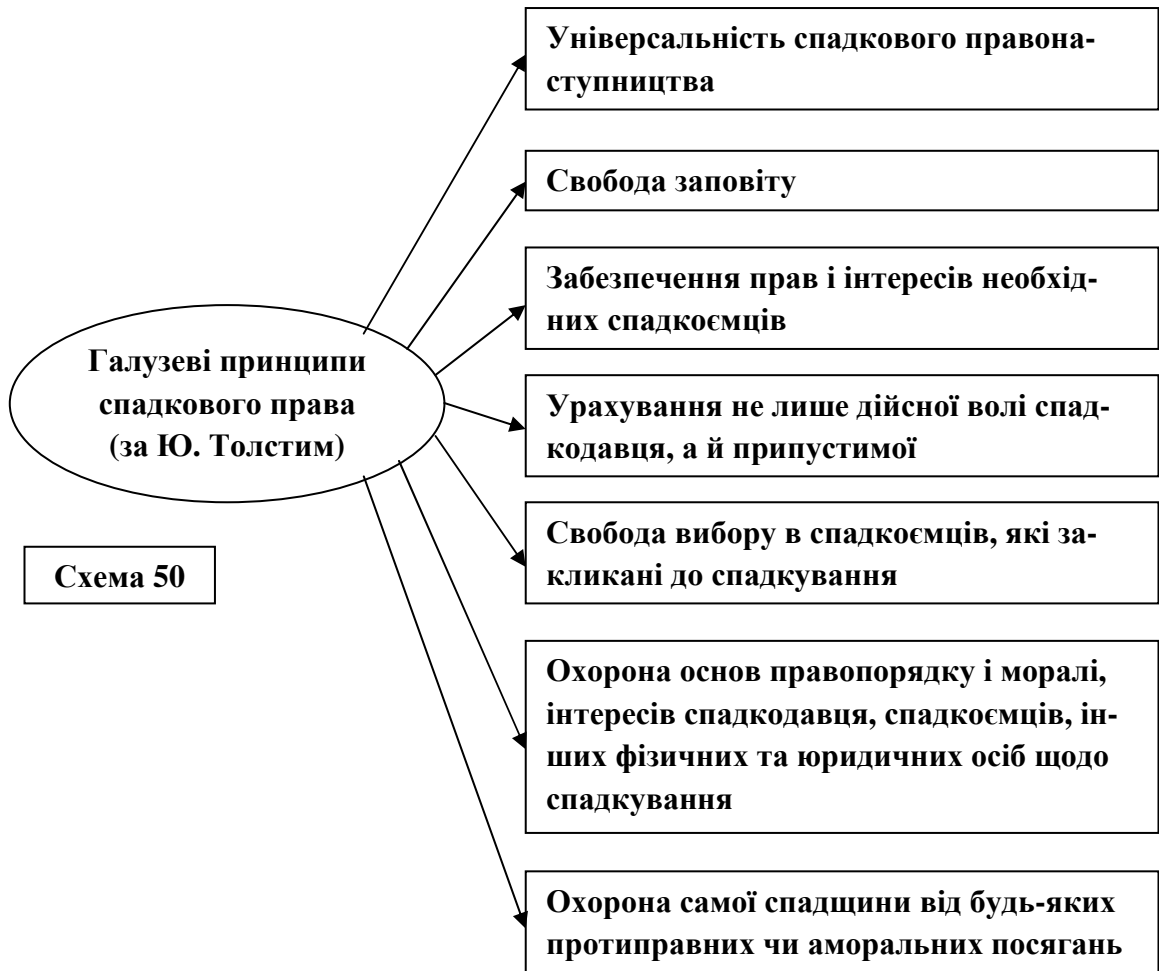 Універсальність спадкового правона-
ступництва
Свобода заповіту
Забезпечення прав і інтересів необхід-
них спадкоємців
Галузеві принципи
спадкового права
(за Ю. Толстим)
Урахування не лише дійсної волі спад-
кодавця, а й припустимої
Свобода вибору в спадкоємців, які за-
кликані до спадкування
Схема 50
Охорона основ правопорядку і моралі,
інтересів спадкодавця, спадкоємців, ін-
ших фізичних та юридичних осіб щодо
спадкування
Охорона самої спадщини від будь-яких
протиправних чи аморальних посягань